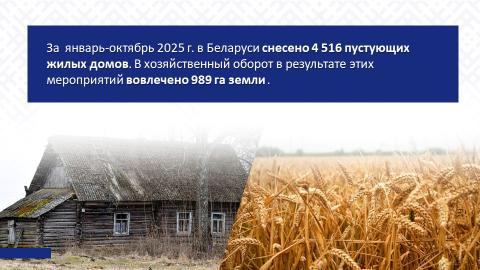 За январь-октябрь 2025 г. в Беларуси снесено 4 516 пустующих
жилых домов. В хозяйственный оборот в результате этих
мероприятий вовлечено 989 га земли.